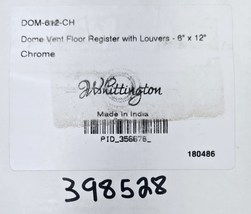 DOM-612-CH
Dome Vent Floor Register with Louvers - 6" x 12"
Chrome
Whittington
Made in India
PID_356676_
180486
398528